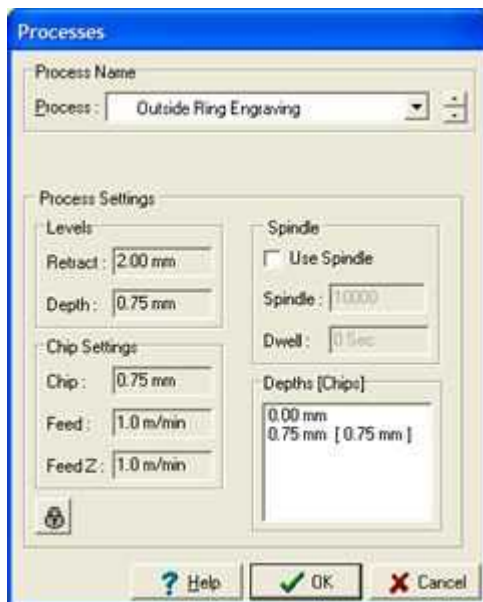 Processes
Process Name
Process : Outside Ring Engraving
Process Settings
Levels
Retract : 2.00 mm
Depth : 0.75 mm
Chip Settings
Chip : 0.75 mm
Feed : 1.0 m/min
Feed Z : 1.0 m/min
Spindle
Use Spindle
Spindle : 10000
Dwell : 0 Sec
Depths [Chips]
0.00 mm
0.75 mm [ 0.75 mm ]
? Help
OK
Cancel